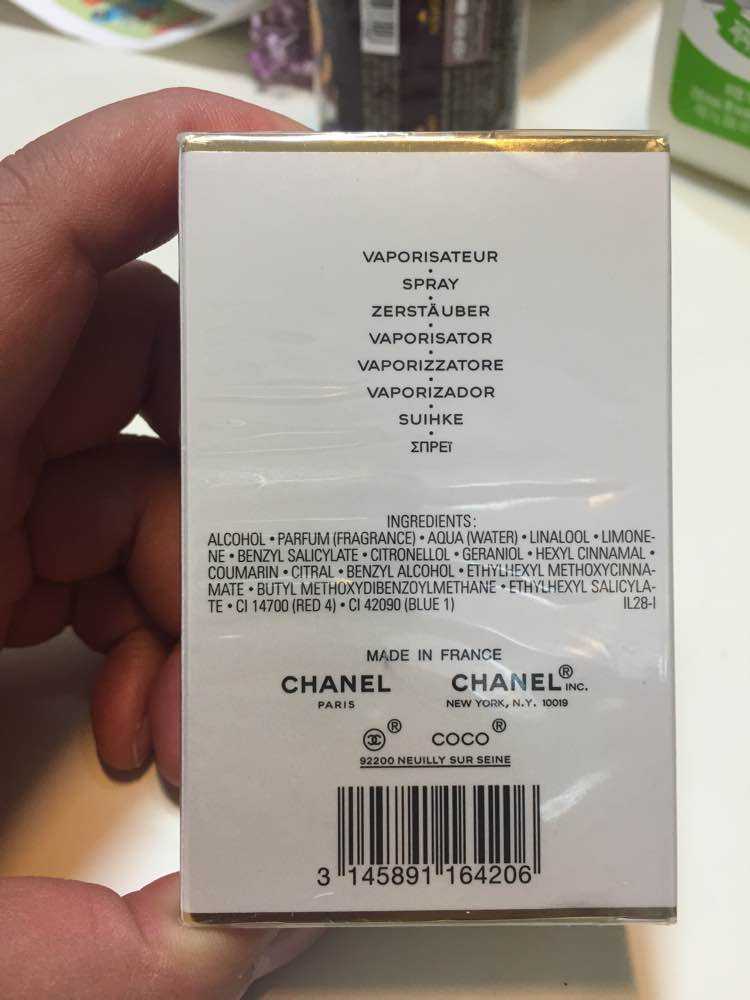 VAPORISATEUR
SPRAY
ZERSTÄUBER
VAPORISATOR
VAPORIZZATORE
VAPORIZADOR
SUIHKE
ΣΠΡΕΪ
INGREDIENTS:
ALCOHOL • PARFUM (FRAGRANCE) • AQUA (WATER) • LINALOOL • LIMONE-
NE • BENZYL SALICYLATE • CITRONELLOL • GERANIOL • HEXYL CINNAMAL •
COUMARIN • CITRAL • BENZYL ALCOHOL • ETHYLHEXYL METHOXYCINNA-
MATE • BUTYL METHOXYDIBENZOYLMETHANE • ETHYLHEXYL SALICYLA-
TE • CI 14700 (RED 4) • CI 42090 (BLUE 1) IL28-I
MADE IN FRANCE
CHANEL CHANEL® INC.
PARIS NEW YORK, N.Y. 10019
® COCO®
92200 NEUILLY SUR SEINE
3 145891 164206